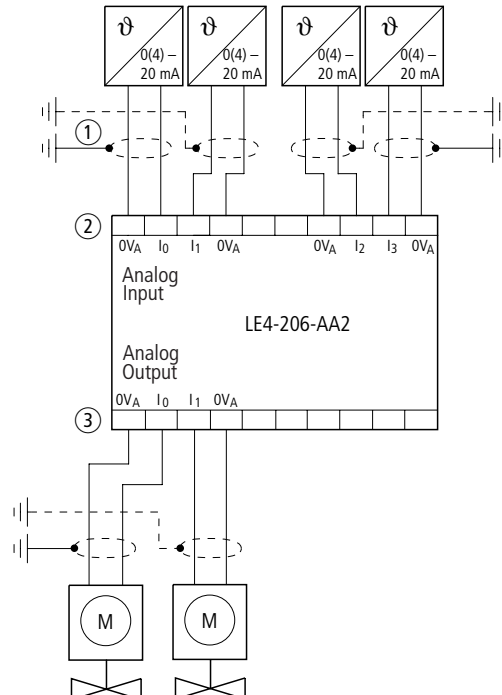 ϑ ϑ ϑ ϑ
0(4) – 0(4) – 0(4) – 0(4) –
20 mA 20 mA 20 mA 20 mA
1
2
0VA I0 I1 0VA 0VA I2 I3 0VA
Analog
Input
LE4-206-AA2
Analog
Output
0VA I0 I1 0VA
3
M M